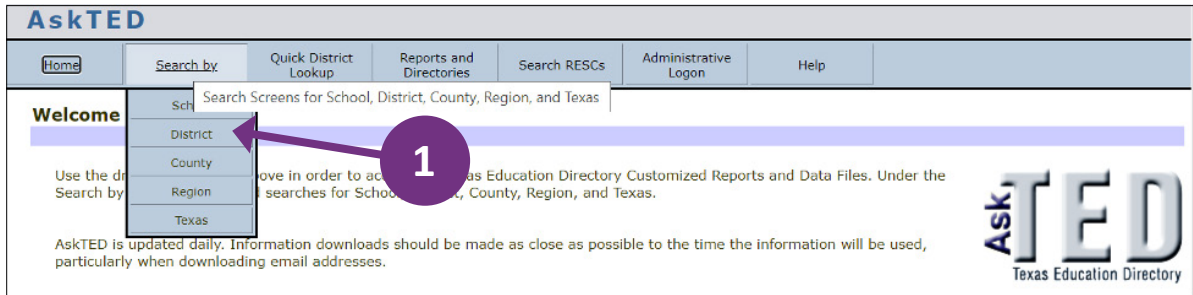 AskTED
Home
Search by
Quick District
Lookup
Reports and
Directories
Search RESCs
Administrative
Logon
Help
Search Screens for School, District, County, Region, and Texas
Welcome
District
County
Region
Texas
1
Use the ove in order to as Education Directory Customized Reports and Data Files. Under the
Search by searches for County, Region, and Texas.
AskTED is updated daily. Information downloads should be made as close as possible to the time the information will be used,
particularly when downloading email addresses.
Ask
TED
Texas Education Directory